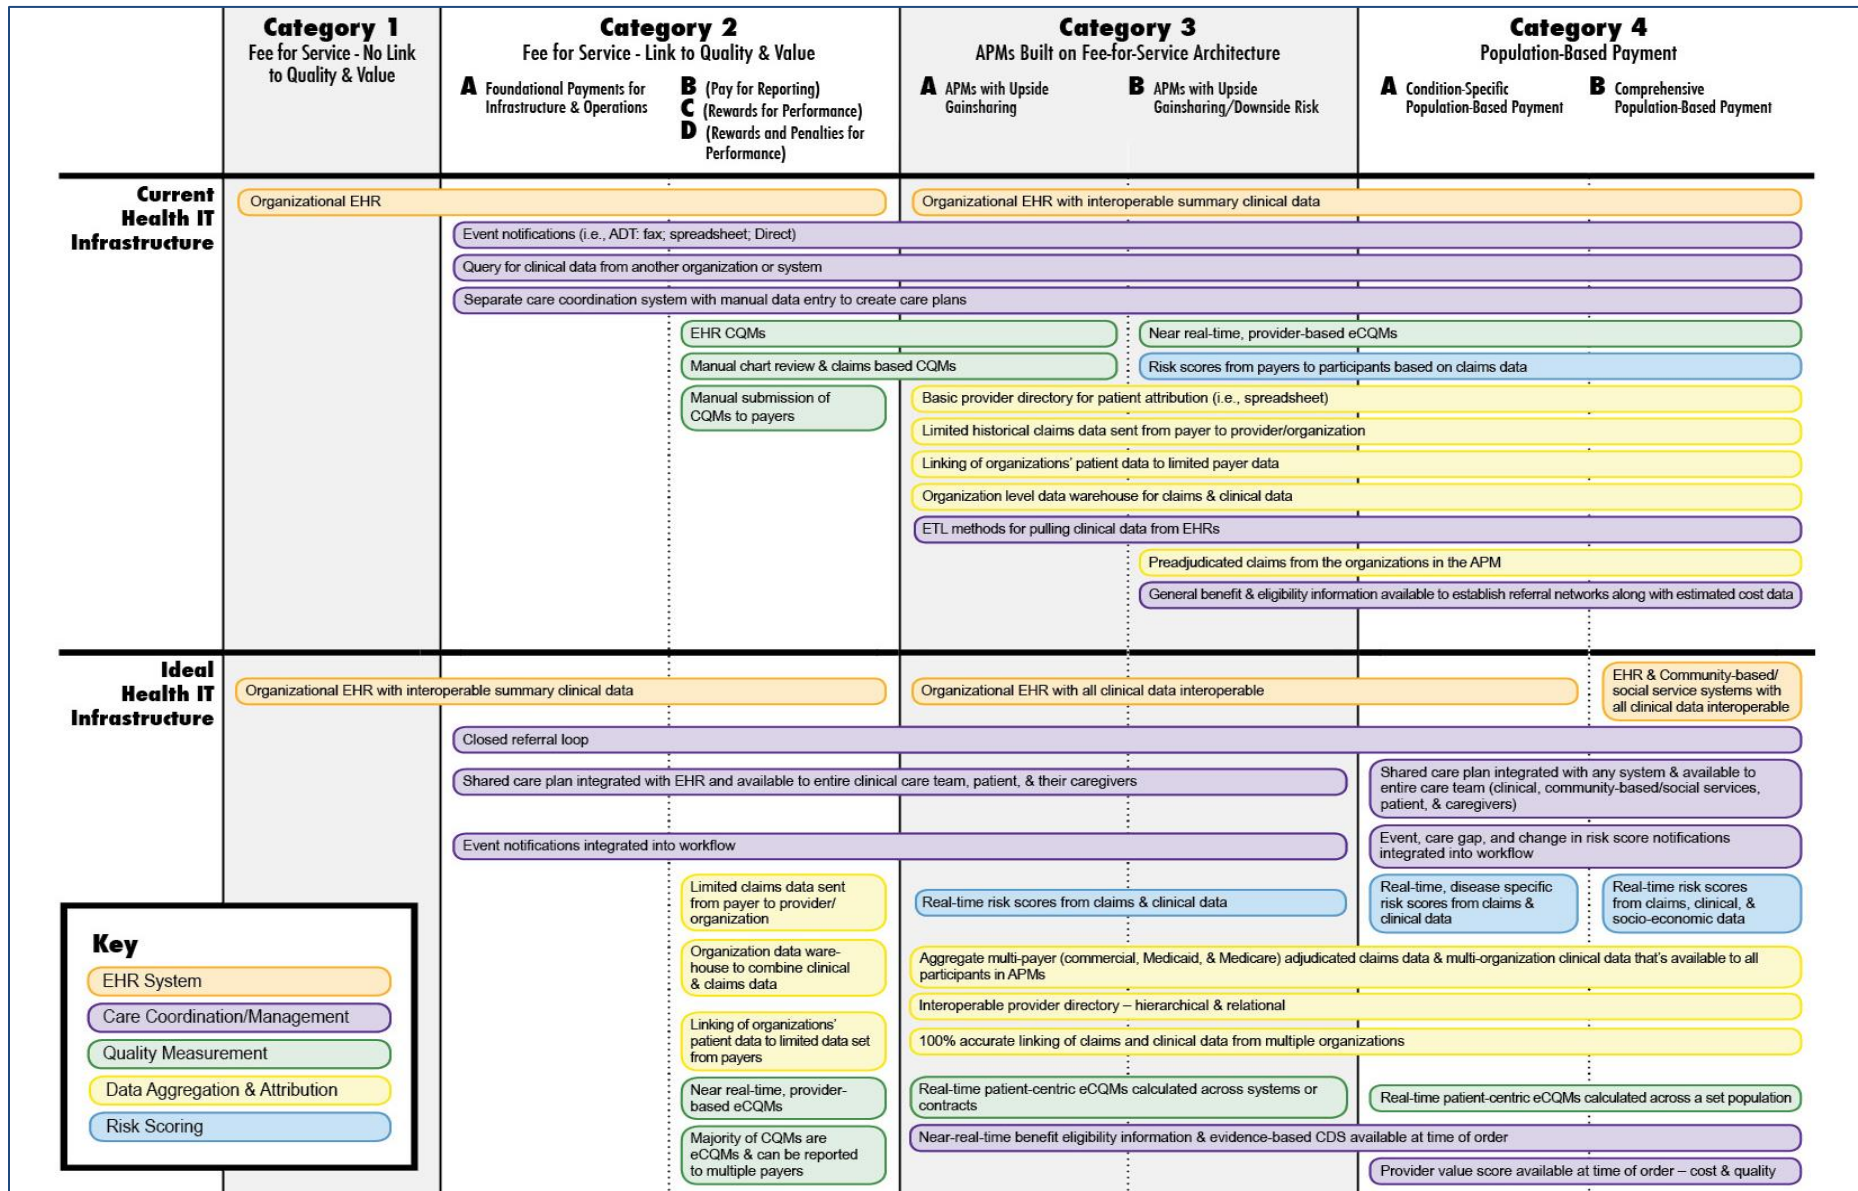 Category 1
Fee for Service - No Link
to Quality & Value
Category 2
Fee for Service - Link to Quality & Value
A Foundational Payments for
Infrastructure & Operations
B (Pay for Reporting)
C (Rewards for Performance)
D (Rewards and Penalties for
Performance)
Category 3
APMs Built on Fee-for-Service Architecture
A APMs with Upside
Gainsharing
B APMs with Upside
Gainsharing/Downside Risk
Category 4
Population-Based Payment
A Condition-Specific
Population-Based Payment
B Comprehensive
Population-Based Payment
Current
Health IT
Infrastructure
Organizational EHR
Organizational EHR with interoperable summary clinical data
Event notifications (i.e., ADT: fax; spreadsheet; Direct)
Query for clinical data from another organization or system
Separate care coordination system with manual data entry to create care plans
EHR CQMs
Near real-time, provider-based eCQMs
Manual chart review & claims based CQMs
Risk scores from payers to participants based on claims data
Manual submission of
CQMs to payers
Basic provider directory for patient attribution (i.e., spreadsheet)
Limited historical claims data sent from payer to provider/organization
Linking of organizations' patient data to limited payer data
Organization level data warehouse for claims & clinical data
ETL methods for pulling clinical data from EHRs
Preadjudicated claims from the organizations in the APM
General benefit & eligibility information available to establish referral networks along with estimated cost data
Ideal
Health IT
Infrastructure
Organizational EHR with interoperable summary clinical data
Organizational EHR with all clinical data interoperable
EHR & Community-based/
social service systems with
all clinical data interoperable
Closed referral loop
Shared care plan integrated with EHR and available to entire clinical care team, patient, & their caregivers
Shared care plan integrated with any system & available to
entire care team (clinical, community-based/social services,
patient, & caregivers)
Event notifications integrated into workflow
Event, care gap, and change in risk score notifications
integrated into workflow
Limited claims data sent
from payer to provider/
organization
Real-time risk scores from claims & clinical data
Real-time, disease specific
risk scores from claims &
clinical data
Real-time risk scores
from claims, clinical, &
socio-economic data
Organization data ware-
house to combine clinical
& claims data
Aggregate multi-payer (commercial, Medicaid, & Medicare) adjudicated claims data & multi-organization clinical data that's available to all
participants in APMs
Interoperable provider directory – hierarchical & relational
Linking of organizations'
patient data to limited data set
from payers
100% accurate linking of claims and clinical data from multiple organizations
Near real-time, provider-
based eCQMs
Real-time patient-centric eCQMs calculated across systems or
contracts
Real-time patient-centric eCQMs calculated across a set population
Majority of CQMs are
eCQMs & can be reported
to multiple payers
Near-real-time benefit eligibility information & evidence-based CDS available at time of order
Provider value score available at time of order – cost & quality
Key
EHR System
Care Coordination/Management
Quality Measurement
Data Aggregation & Attribution
Risk Scoring